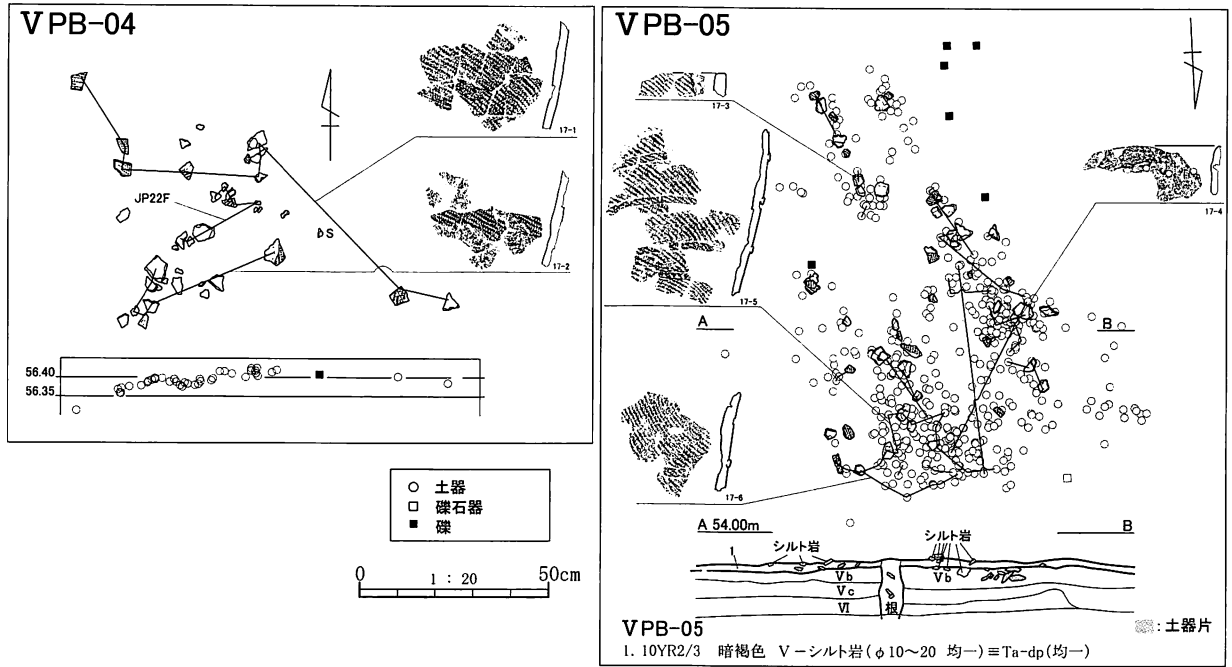 V PB-04
17-1
JP22F
S
17-2
56.40
56.35
○ 土器
□ 礫石器
■ 礫
0 1:20 50cm
V PB-05
17-3
17-4
17-5
A B
17-6
A 54.00m B
1 シルト岩 シルト岩
Vb Vb
Vc
VI 根
V PB-05
:土器片
1. 10YR2/3 暗褐色 V-シルト岩(φ10~20 均一)≡Ta-dp(均一)